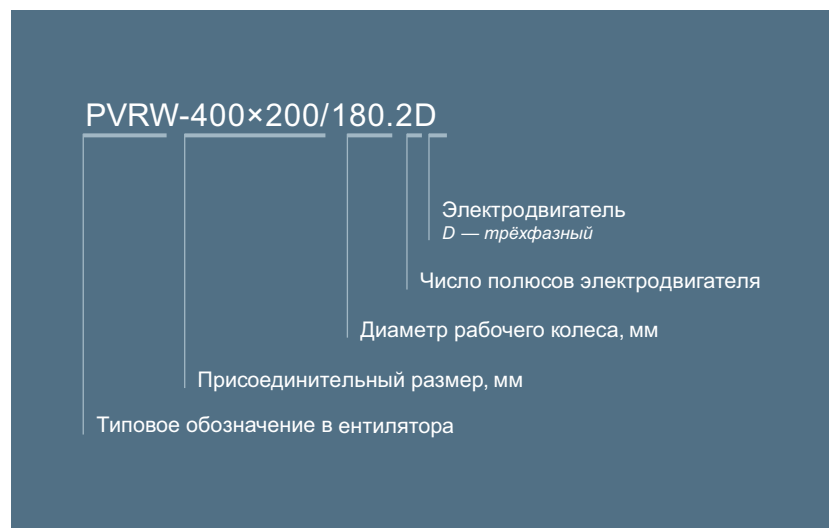 PVRW-400×200/180.2D
Электродвигатель
D — трёхфазный
Число полюсов электродвигателя
Диаметр рабочего колеса, мм
Присоединительный размер, мм
Типовое обозначение в ентилятора